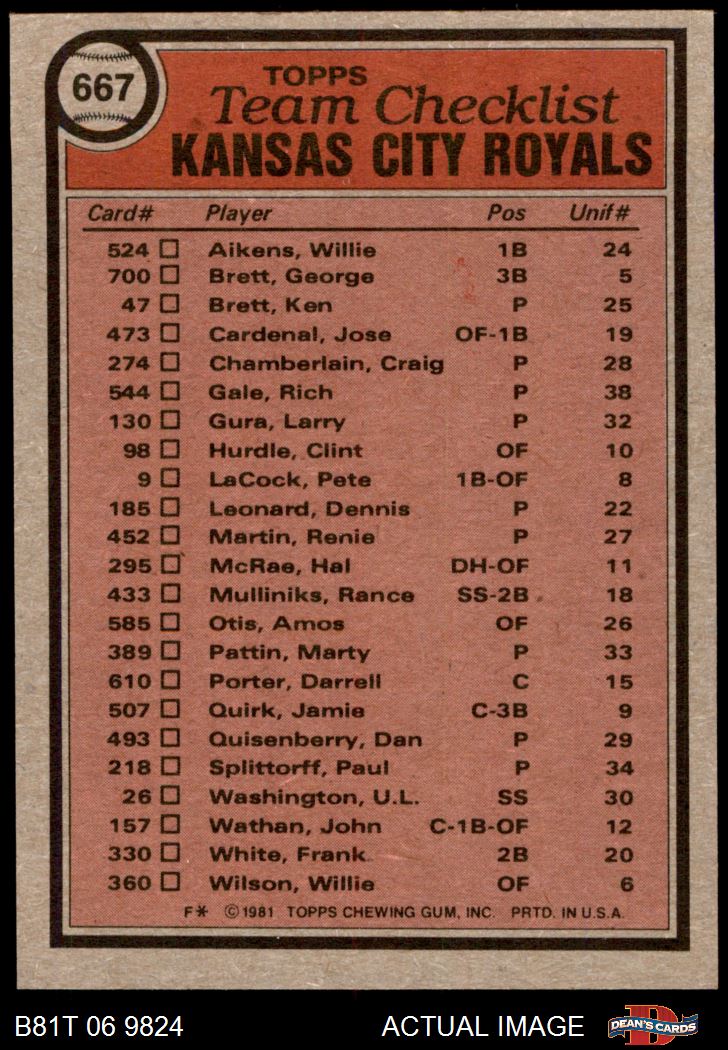 667
TOPPS
Team Checklist
KANSAS CITY ROYALS
Card# Player Pos Unif#
524 Aikens, Willie 1B 24
700 Brett, George 3B 5
47 Brett, Ken P 25
473 Cardenal, Jose OF-1B 19
274 Chamberlain, Craig P 28
544 Gale, Rich P 38
130 Gura, Larry P 32
98 Hurdle, Clint OF 10
9 LaCock, Pete 1B-OF 8
185 Leonard, Dennis P 22
452 Martin, Renie P 27
295 McRae, Hal DH-OF 11
433 Mulliniks, Rance SS-2B 18
585 Otis, Amos OF 26
389 Pattin, Marty P 33
610 Porter, Darrell C 15
507 Quirk, Jamie C-3B 9
493 Quisenberry, Dan P 29
218 Splittorff, Paul P 34
26 Washington, U.L. SS 30
157 Wathan, John C-1B-OF 12
330 White, Frank 2B 20
360 Wilson, Willie OF 6
F* ©1981 TOPPS CHEWING GUM, INC. PRTD. IN U.S.A.
B81T 06 9824 ACTUAL IMAGE DEAN'S CARDS